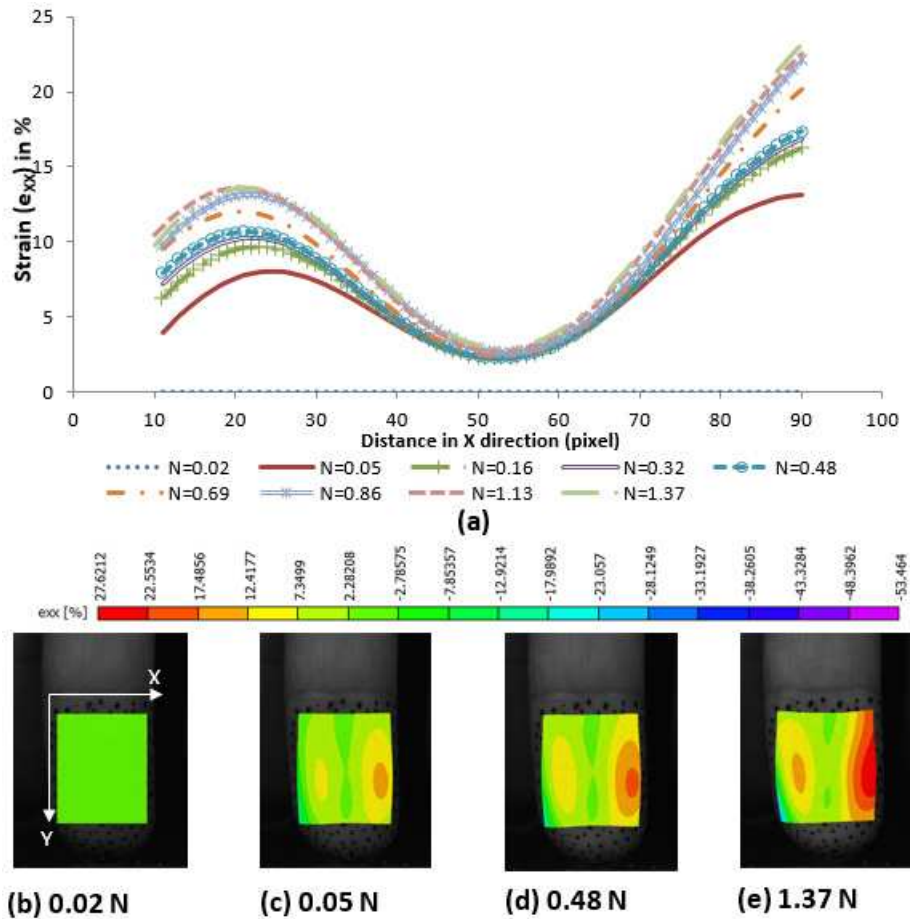 25
20
15
10
5
0
Strain (exx) in %
0 10 20 30 40 50 60 70 80 90 100
Distance in X direction (pixel)
N=0.02 N=0.05 N=0.16 N=0.32 N=0.48
N=0.69 N=0.86 N=1.13 N=1.37
(a)
27.6212 22.5534 17.4856 12.4177 7.3499 2.28208 -2.78575 -7.85357 -12.9214 -17.9892 -23.057 -28.1249 -33.1927 -38.2605 -43.3284 -48.3962 -53.464
exx [%]
X
Y
(b) 0.02 N (c) 0.05 N (d) 0.48 N (e) 1.37 N